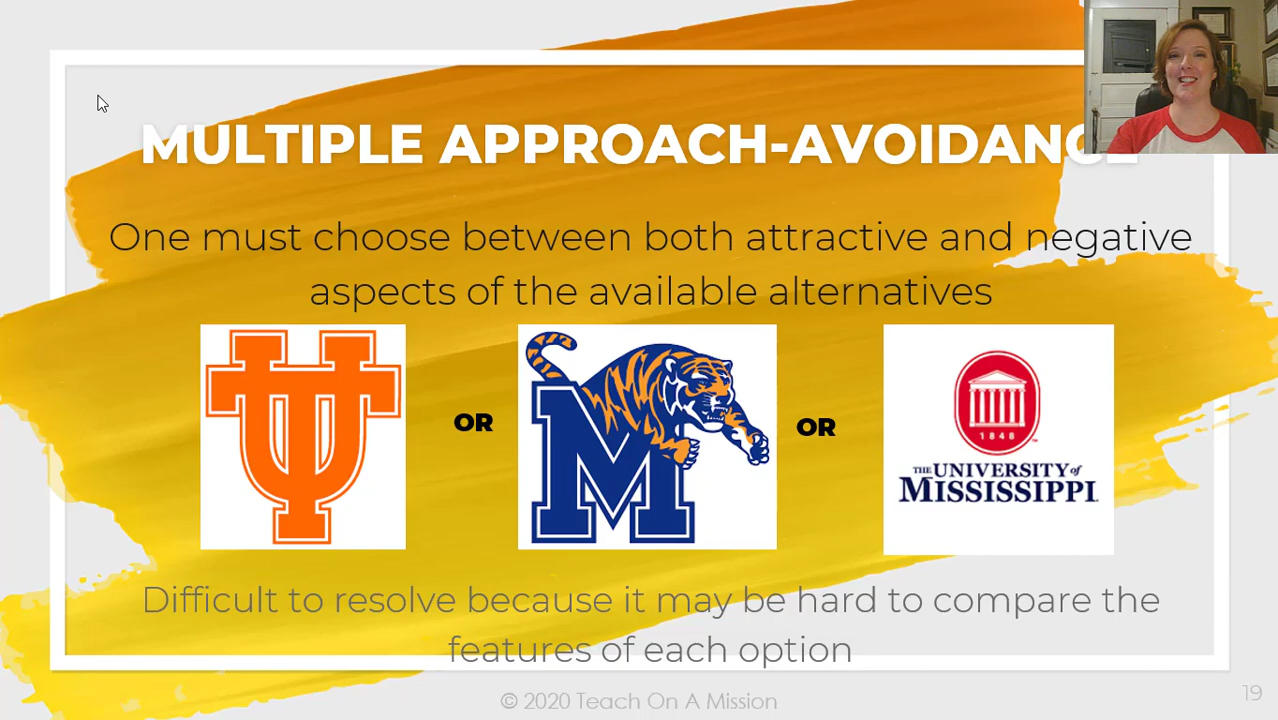 MULTIPLE APPROACH-AVOIDANCE
One must choose between both attractive and negative
aspects of the available alternatives
UT
OR
M
OR
1848
THE UNIVERSITY of
MISSISSIPPI
Difficult to resolve because it may be hard to compare the
features of each option
© 2020 Teach On A Mission
19